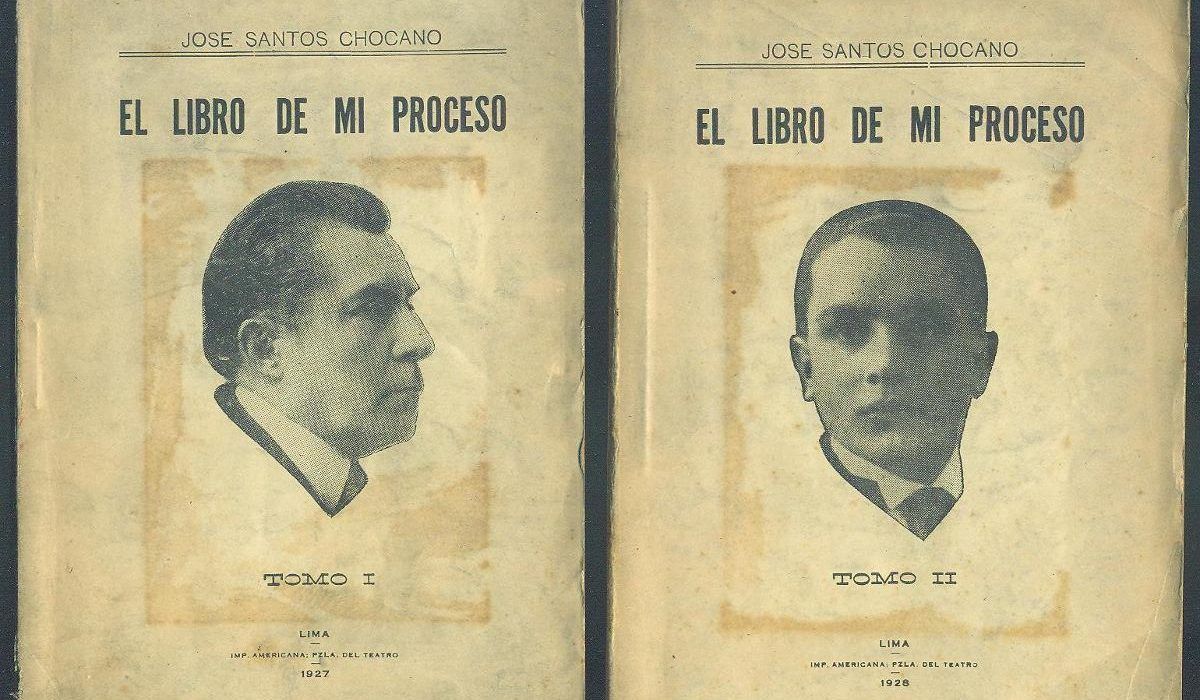 JOSE SANTOS CHOCANO
EL LIBRO DE MI PROCESO
TOMO I
LIMA
IMP. AMERICANA: PZLA. DEL TEATRO
1927
JOSE SANTOS CHOCANO
EL LIBRO DE MI PROCESO
TOMO II
LIMA
IMP. AMERICANA: PZLA. DEL TEATRO
1928